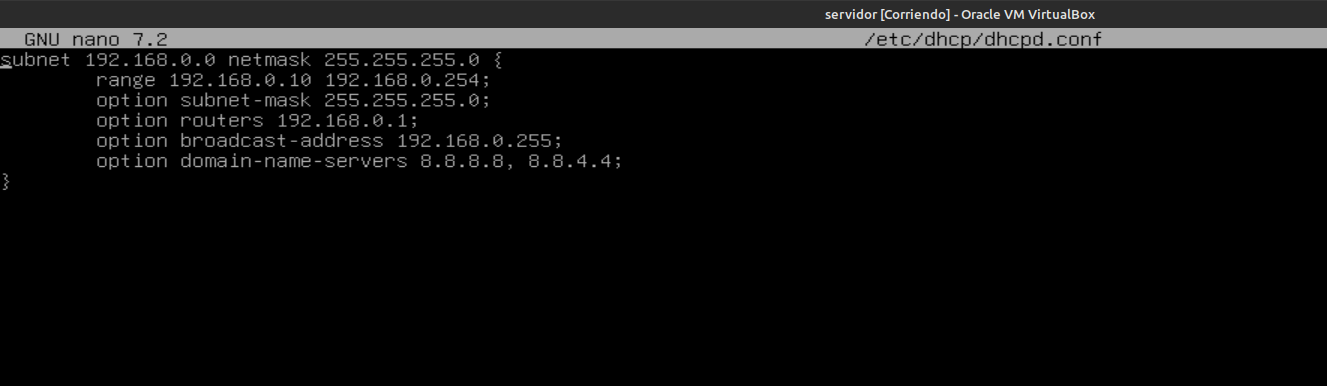 servidor [Corriendo] - Oracle VM VirtualBox
GNU nano 7.2 /etc/dhcp/dhcpd.conf
subnet 192.168.0.0 netmask 255.255.255.0 {
range 192.168.0.10 192.168.0.254;
option subnet-mask 255.255.255.0;
option routers 192.168.0.1;
option broadcast-address 192.168.0.255;
option domain-name-servers 8.8.8.8, 8.8.4.4;
}